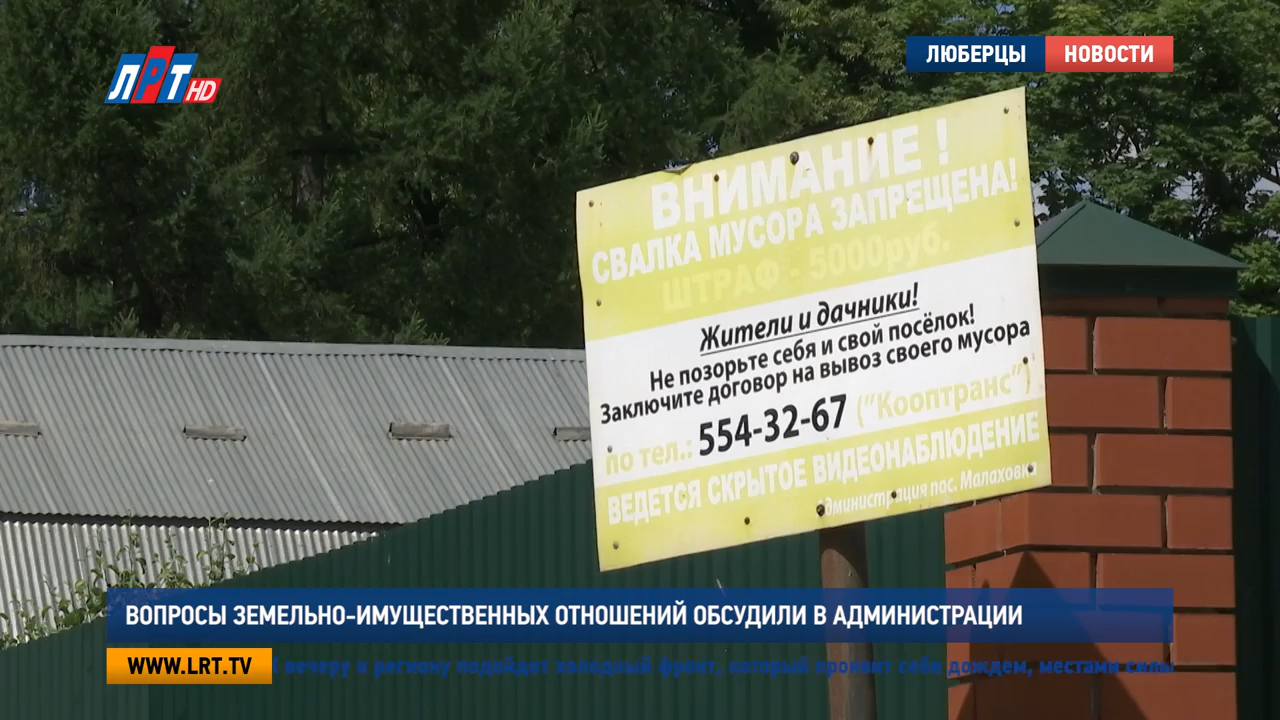 ЛРТ HD
ЛЮБЕРЦЫ НОВОСТИ
ВНИМАНИЕ !
СВАЛКА МУСОРА ЗАПРЕЩЕНА!
ШТРАФ - 5000руб.
Жители и дачники!
Не позорьте себя и свой посёлок!
Заключите договор на вывоз своего мусора
по тел.: 554-32-67 ("Кооптранс")
ВЕДЕТСЯ СКРЫТОЕ ВИДЕОНАБЛЮДЕНИЕ
Администрация пос. Малаховка
ВОПРОСЫ ЗЕМЕЛЬНО-ИМУЩЕСТВЕННЫХ ОТНОШЕНИЙ ОБСУДИЛИ В АДМИНИСТРАЦИИ
WWW.LRT.TV вечеру к региону подойдет холодный фронт, который проявит себя дождем, местами силь